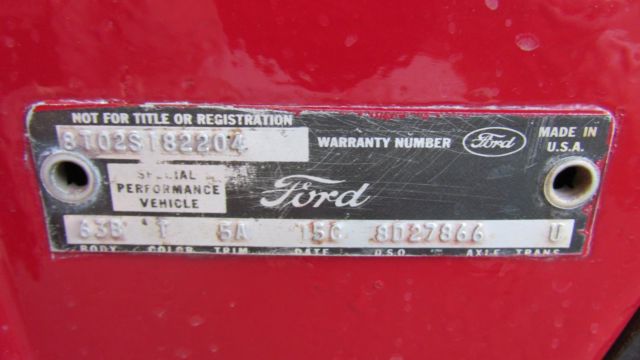 NOT FOR TITLE OR REGISTRATION
8T02S182204
WARRANTY NUMBER
Ford
MADE IN
U.S.A.
SPECIAL
PERFORMANCE
VEHICLE
Ford
63B T 5A 15C 8D27866 U
BODY COLOR TRIM DATE D.S.O. AXLE TRANS